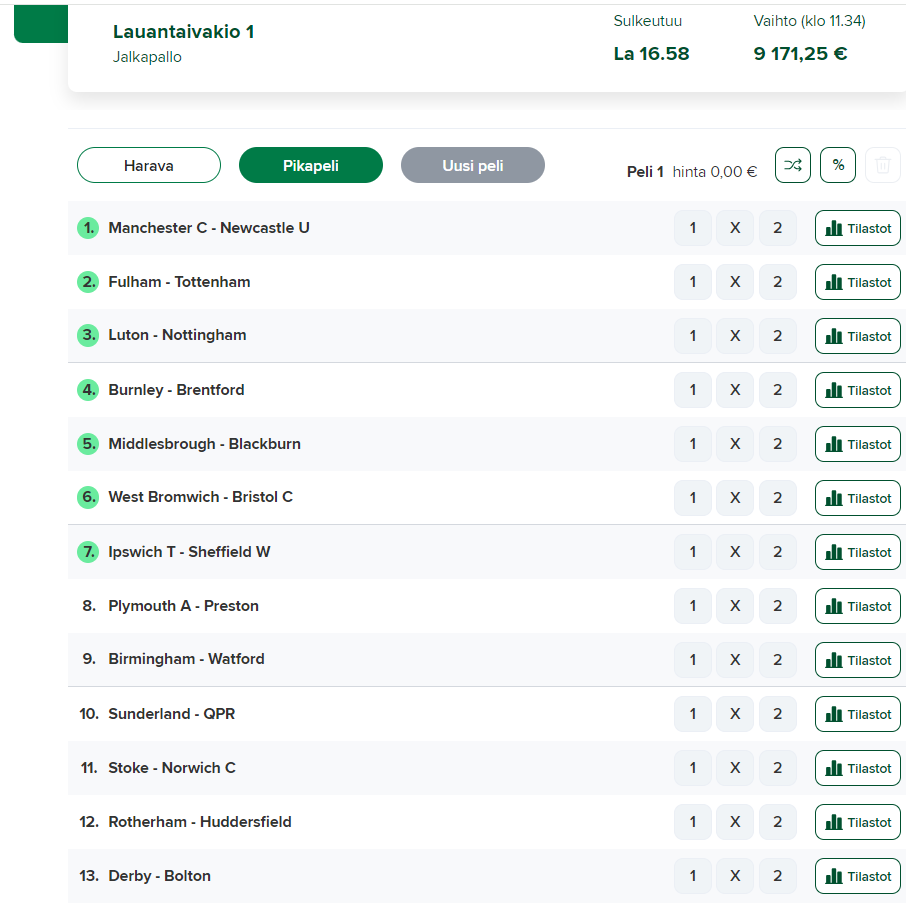 Lauantaivakio 1
Jalkapallo
Sulkeutuu
La 16.58
Vaihto (klo 11.34)
9 171,25 €
Harava
Pikapeli
Uusi peli
Peli 1 hinta 0,00 €
%
1. Manchester C - Newcastle U 1 X 2 Tilastot
2. Fulham - Tottenham 1 X 2 Tilastot
3. Luton - Nottingham 1 X 2 Tilastot
4. Burnley - Brentford 1 X 2 Tilastot
5. Middlesbrough - Blackburn 1 X 2 Tilastot
6. West Bromwich - Bristol C 1 X 2 Tilastot
7. Ipswich T - Sheffield W 1 X 2 Tilastot
8. Plymouth A - Preston 1 X 2 Tilastot
9. Birmingham - Watford 1 X 2 Tilastot
10. Sunderland - QPR 1 X 2 Tilastot
11. Stoke - Norwich C 1 X 2 Tilastot
12. Rotherham - Huddersfield 1 X 2 Tilastot
13. Derby - Bolton 1 X 2 Tilastot